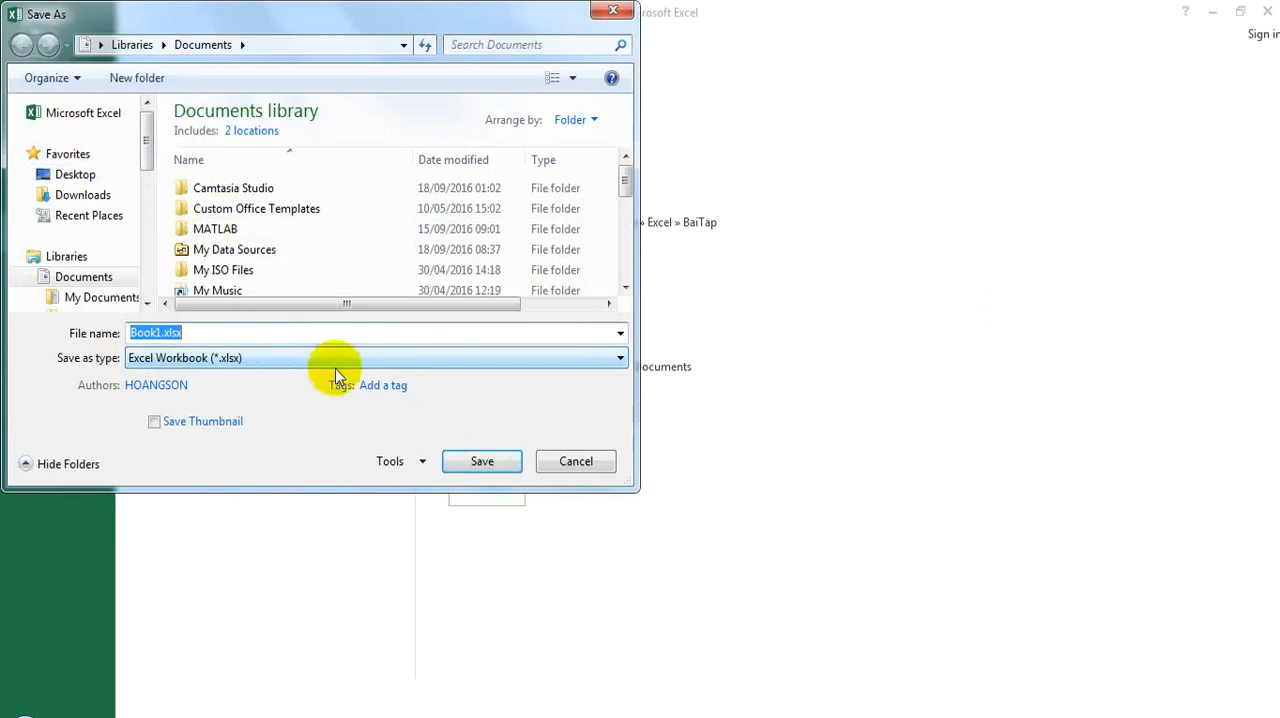 Save As
rosoft Excel
Sign in
Libraries
Documents
Search Documents
Organize
New folder
Microsoft Excel
Favorites
Desktop
Downloads
Recent Places
Libraries
Documents
My Documents
Documents library
Includes: 2 locations
Arrange by: Folder
Name Date modified Type
Camtasia Studio 18/09/2016 01:02 File folder
Custom Office Templates 10/05/2016 15:02 File folder
MATLAB 15/09/2016 09:01 File folder
My Data Sources 18/09/2016 08:37 File folder
My ISO Files 30/04/2016 14:18 File folder
My Music 30/04/2016 12:19 File folder
» Excel » BaiTap
File name: Book1.xlsx
Save as type: Excel Workbook (*.xlsx)
ocuments
Authors: HOANGSON
Tags: Add a tag
Save Thumbnail
Hide Folders
Tools
Save
Cancel